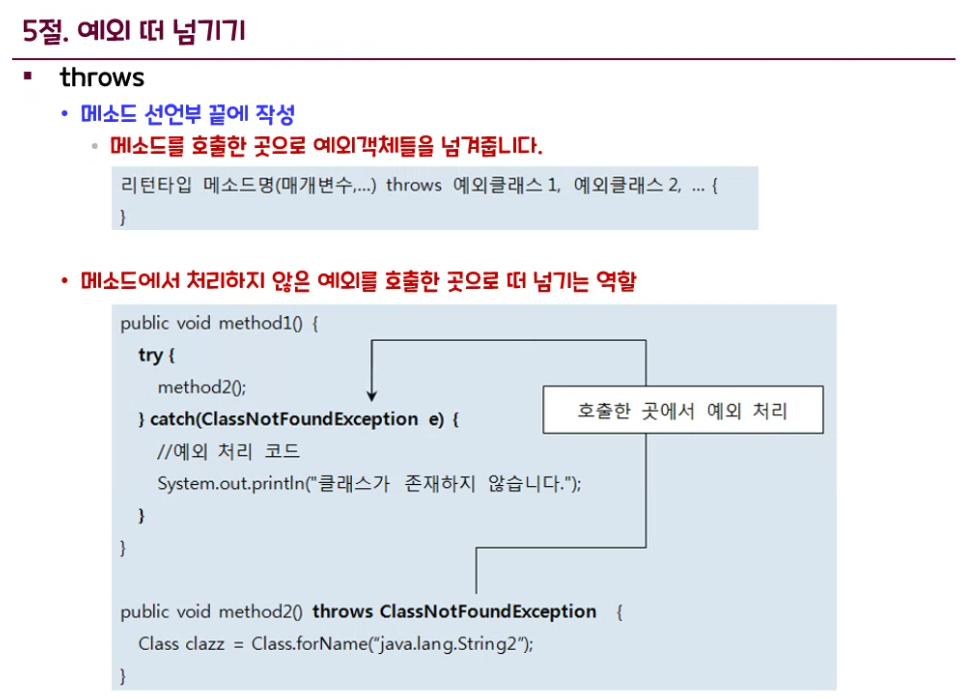 5절. 예외 떠 넘기기
throws
메소드 선언부 끝에 작성
메소드를 호출한 곳으로 예외객체들을 넘겨줍니다.
리턴타입 메소드명(매개변수,...) throws 예외클래스1, 예외클래스2, ... {
}
메소드에서 처리하지 않은 예외를 호출한 곳으로 떠 넘기는 역할
public void method1() {
try {
method2();
} catch(ClassNotFoundException e) {
//예외 처리 코드
System.out.println("클래스가 존재하지 않습니다.");
}
}
호출한 곳에서 예외 처리
public void method2() throws ClassNotFoundException {
Class clazz = Class.forName("java.lang.String2");
}